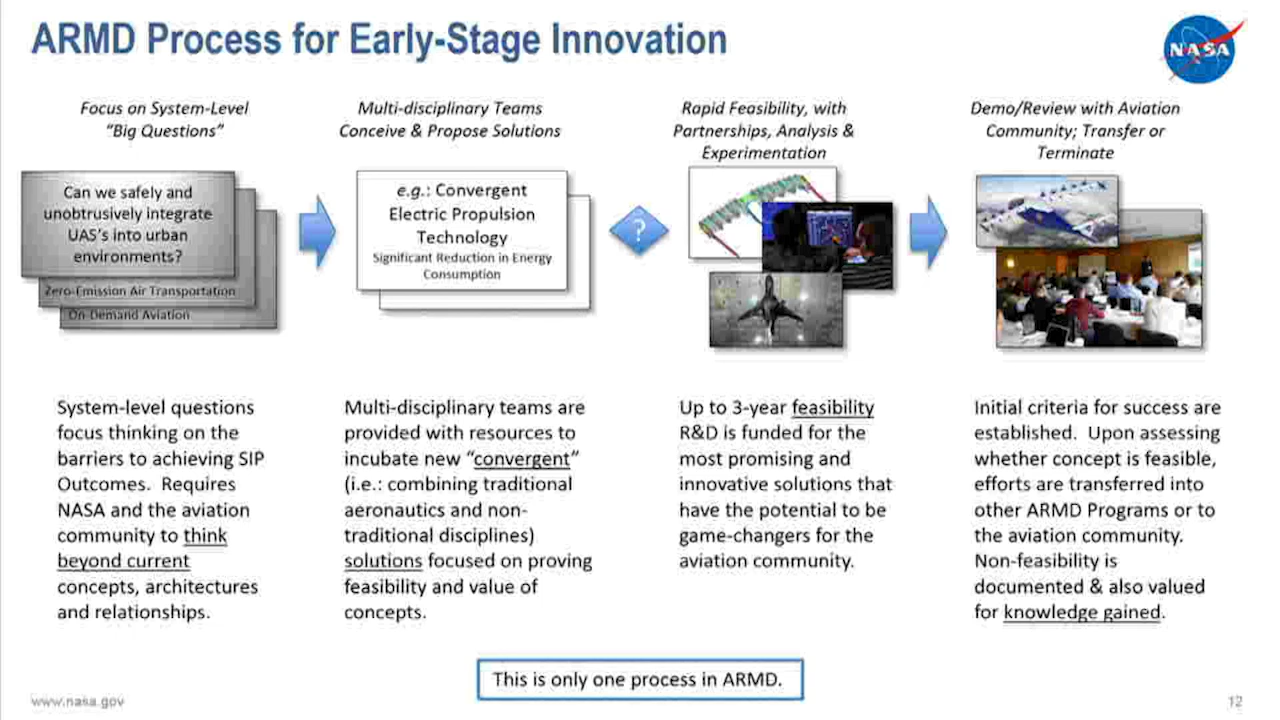 ARMD Process for Early-Stage Innovation
NASA
Focus on System-Level
“Big Questions”
Can we safely and
unobtrusively integrate
UAS's into urban
environments?
Zero-Emission Air Transportation
On-Demand Aviation
Multi-disciplinary Teams
Conceive & Propose Solutions
e.g.: Convergent
Electric Propulsion
Technology
Significant Reduction in Energy
Consumption
?
Rapid Feasibility, with
Partnerships, Analysis &
Experimentation
Demo/Review with Aviation
Community; Transfer or
Terminate
System-level questions
focus thinking on the
barriers to achieving SIP
Outcomes.  Requires
NASA and the aviation
community to think
beyond current
concepts, architectures
and relationships.
Multi-disciplinary teams are
provided with resources to
incubate new “convergent”
(i.e.: combining traditional
aeronautics and non-
traditional disciplines)
solutions focused on proving
feasibility and value of
concepts.
Up to 3-year feasibility
R&D is funded for the
most promising and
innovative solutions that
have the potential to be
game-changers for the
aviation community.
Initial criteria for success are
established.  Upon assessing
whether concept is feasible,
efforts are transferred into
other ARMD Programs or to
the aviation community.
Non-feasibility is
documented & also valued
for knowledge gained.
This is only one process in ARMD.
www.nasa.gov
12